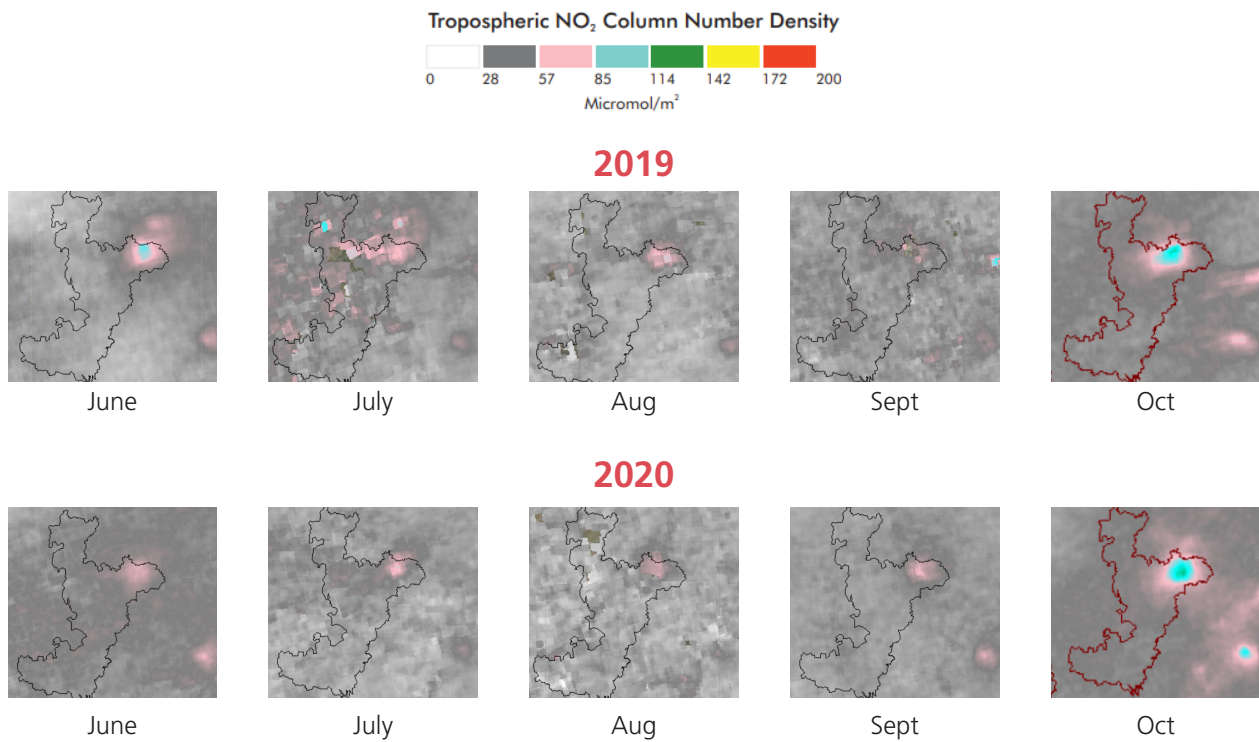 Tropospheric NO₂ Column Number Density
0 28 57 85 114 142 172 200
Micromol/m²
2019
June July Aug Sept Oct
2020
June July Aug Sept Oct